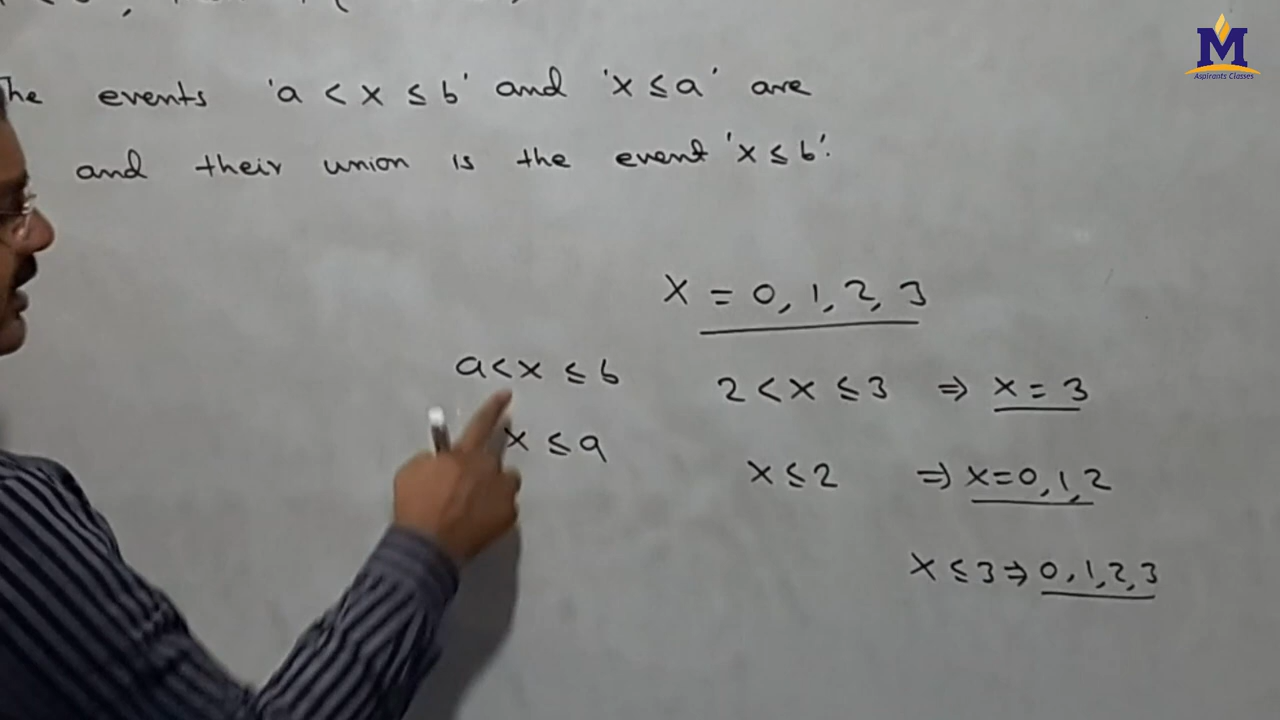 The events 'a < x ≤ b' and 'x ≤ a' are
and their union is the event 'x ≤ b'.
X = 0, 1, 2, 3
a < x ≤ b
2 < x ≤ 3 ⇒ x = 3
x ≤ a
x ≤ 2 ⇒ x = 0, 1, 2
x ≤ 3 ⇒ 0, 1, 2, 3
M
Aspirants Classes